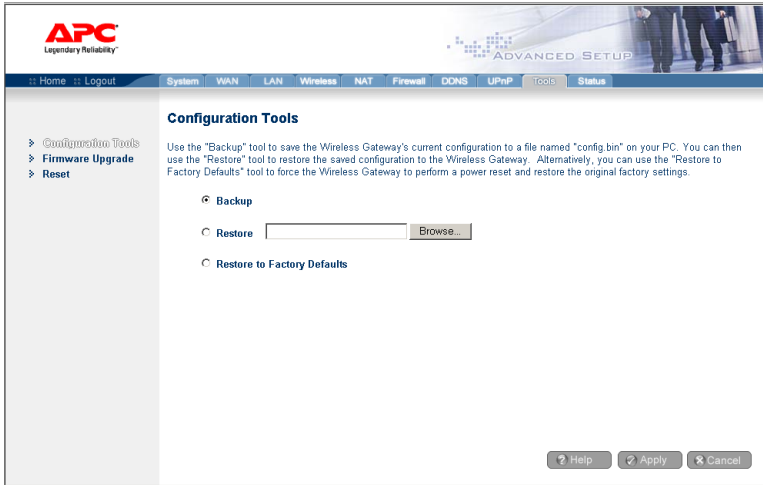 APC
Legendary Reliability™
ADVANCED SETUP
:: Home :: Logout
System WAN LAN Wireless NAT Firewall DDNS UPnP Tools Status
Configuration Tools
Firmware Upgrade
Reset
Configuration Tools
Use the "Backup" tool to save the Wireless Gateway's current configuration to a file named "config.bin" on your PC. You can then
use the "Restore" tool to restore the saved configuration to the Wireless Gateway. Alternatively, you can use the "Restore to
Factory Defaults" tool to force the Wireless Gateway to perform a power reset and restore the original factory settings.
Backup
Restore Browse...
Restore to Factory Defaults
? Help Apply Cancel